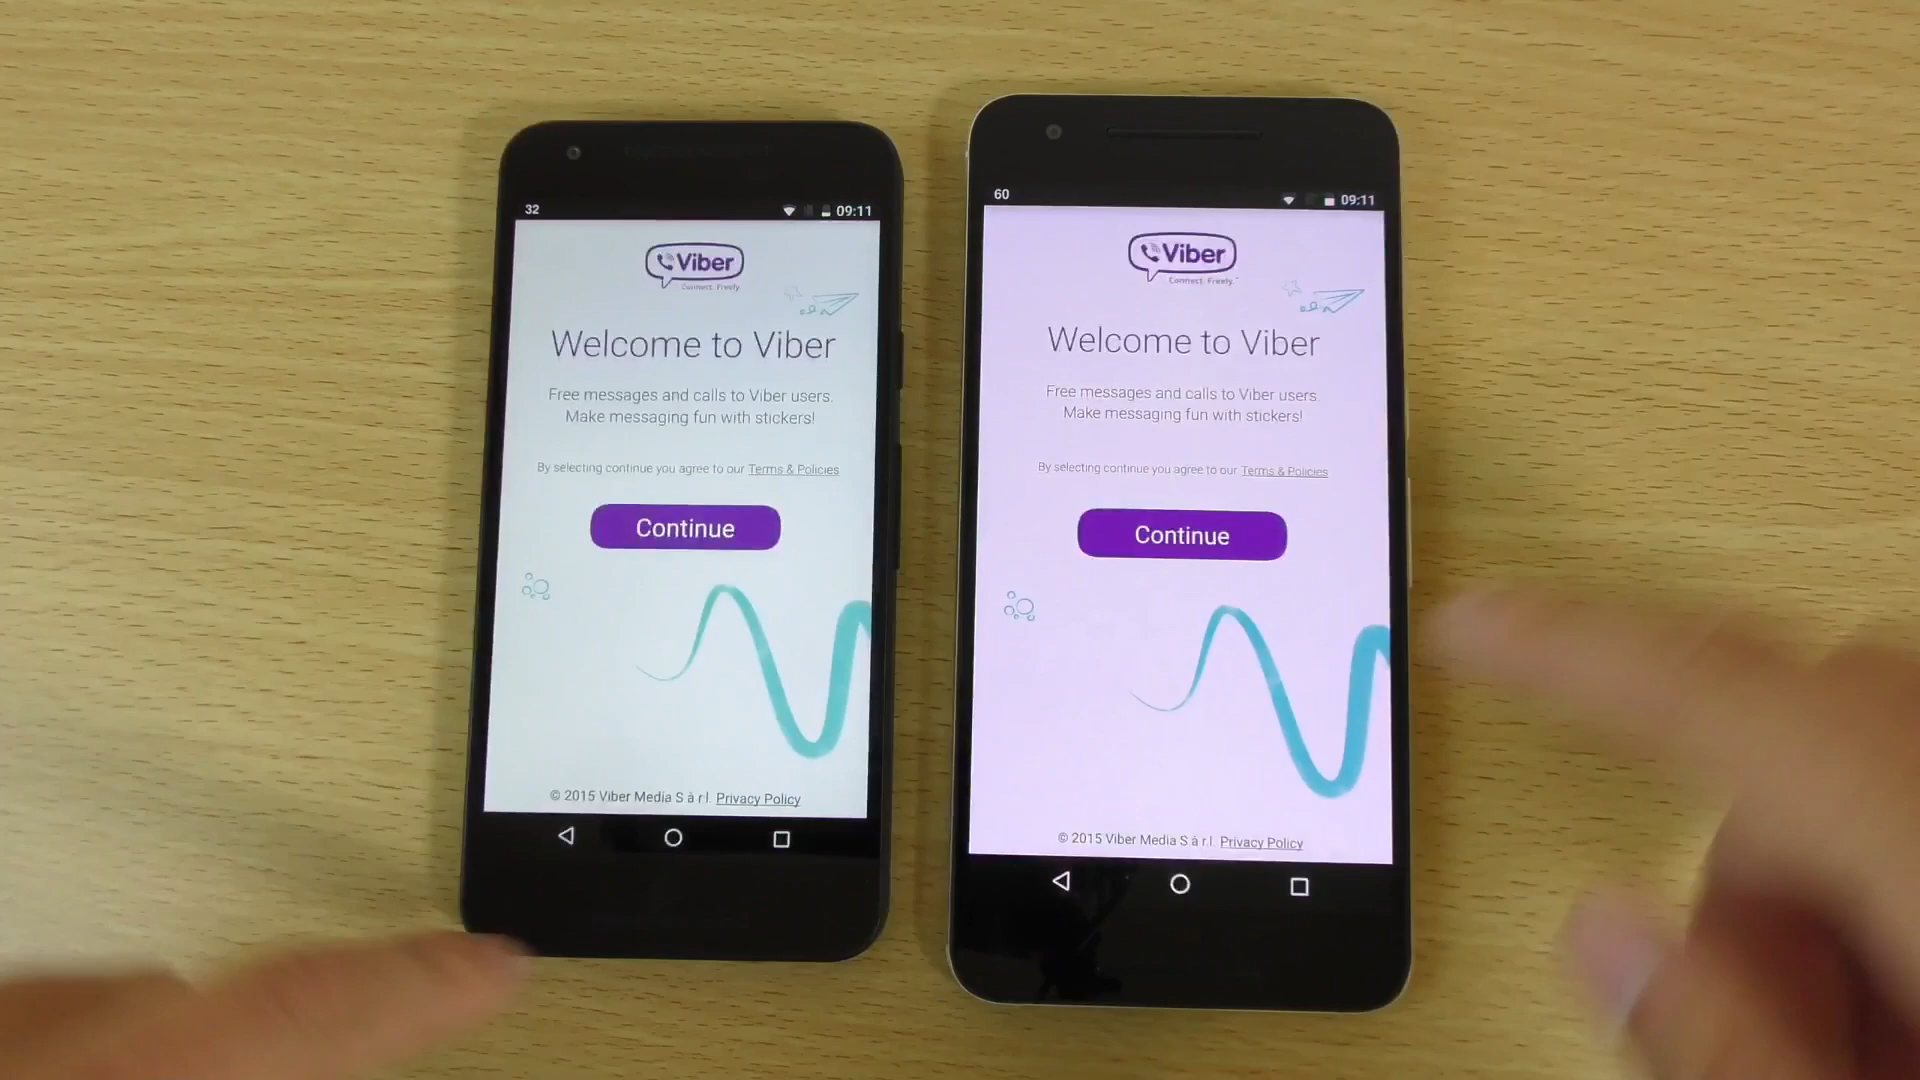 32
09:11
Viber
Connect. Freely.
Welcome to Viber
Free messages and calls to Viber users.
Make messaging fun with stickers!
By selecting continue you agree to our Terms & Policies
Continue
© 2015 Viber Media S à r.l. Privacy Policy
60
09:11
Viber
Connect. Freely.
Welcome to Viber
Free messages and calls to Viber users.
Make messaging fun with stickers!
By selecting continue you agree to our Terms & Policies
Continue
© 2015 Viber Media S à r.l. Privacy Policy